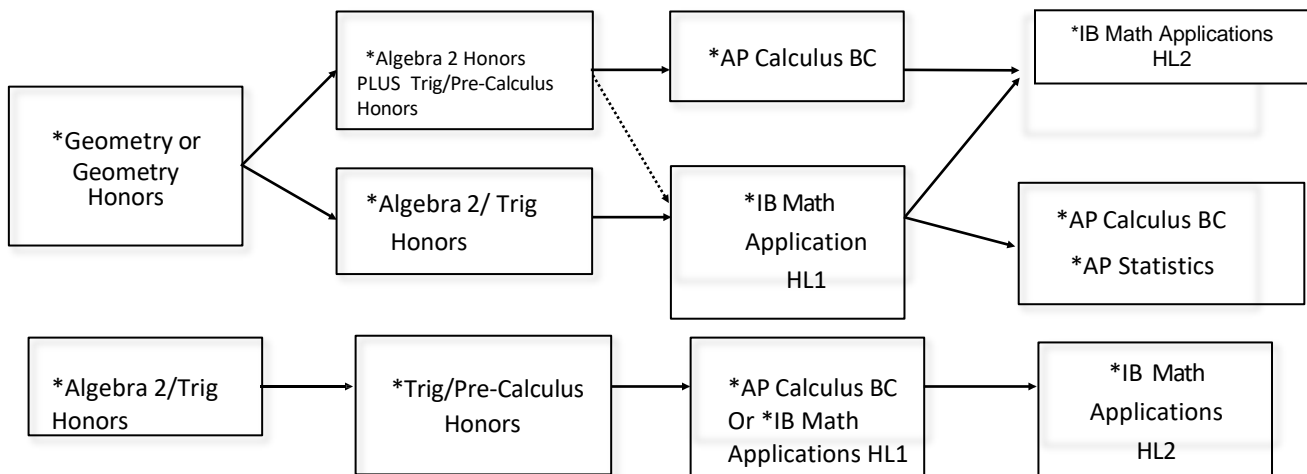 *Algebra 2 Honors
PLUS Trig/Pre-Calculus
Honors
*AP Calculus BC
*IB Math Applications
HL2
*Geometry or
Geometry
Honors
*Algebra 2/ Trig
Honors
*IB Math
Application
HL1
*AP Calculus BC
*AP Statistics
*Algebra 2/Trig
Honors
*Trig/Pre-Calculus
Honors
*AP Calculus BC
Or *IB Math
Applications HL1
*IB Math
Applications
HL2